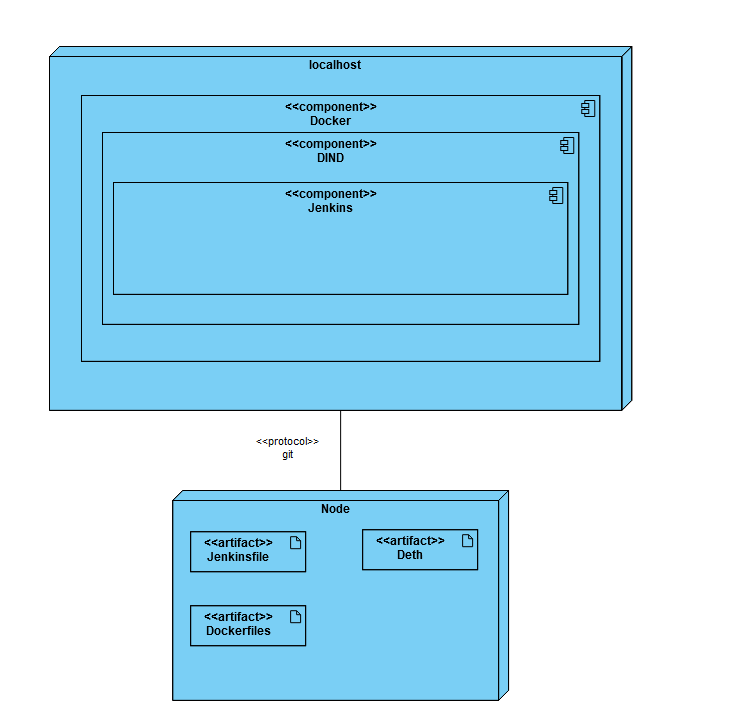 localhost
<<component>>
Docker
<<component>>
DIND
<<component>>
Jenkins
<<protocol>>
git
Node
<<artifact>>
Jenkinsfile
<<artifact>>
Deth
<<artifact>>
Dockerfiles